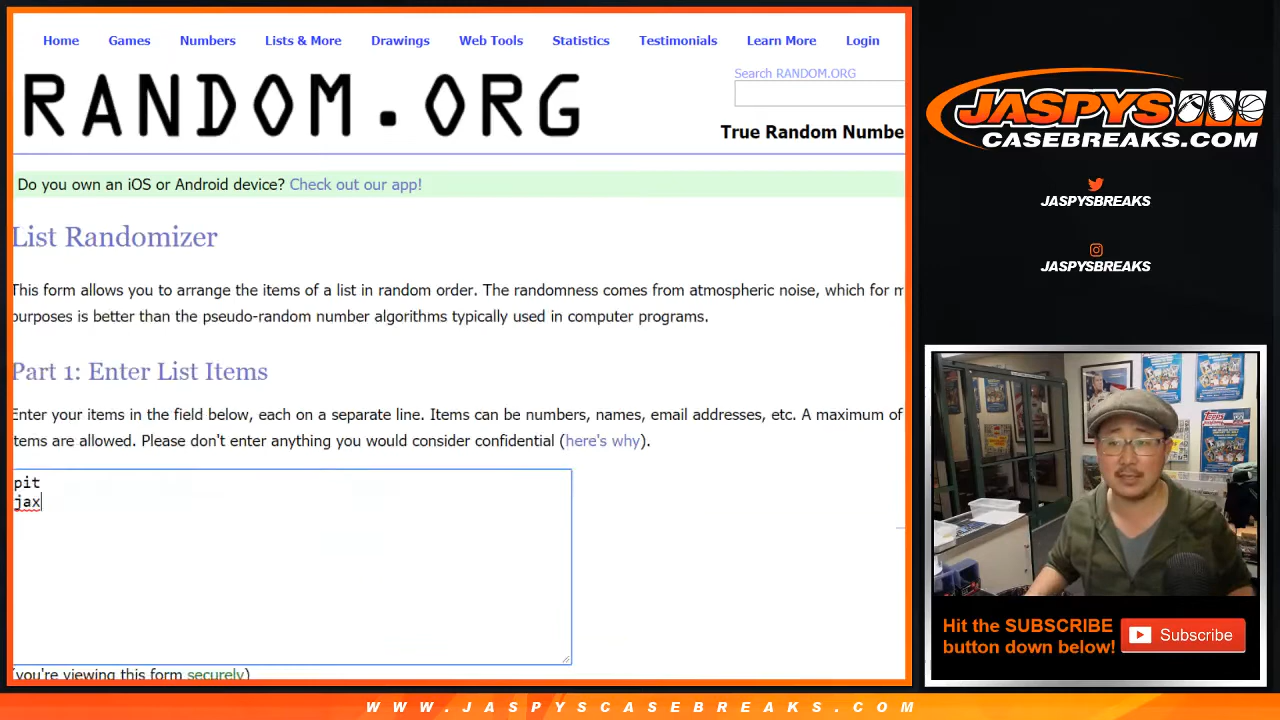 Home Games Numbers Lists & More Drawings Web Tools Statistics Testimonials Learn More Login
RANDOM.ORG
Search RANDOM.ORG
True Random Numbe
Do you own an iOS or Android device? Check out our app!
List Randomizer
This form allows you to arrange the items of a list in random order. The randomness comes from atmospheric noise, which for m
purposes is better than the pseudo-random number algorithms typically used in computer programs.
Part 1: Enter List Items
Enter your items in the field below, each on a separate line. Items can be numbers, names, email addresses, etc. A maximum of
items are allowed. Please don't enter anything you would consider confidential (here's why).
pit
jax
(you're viewing this form securely)
JASPYS
CASEBREAKS.COM
JASPYSBREAKS
JASPYSBREAKS
TOPPS
Hit the SUBSCRIBE
button down below!
Subscribe
WWW.JASPYSCASEBREAKS.COM